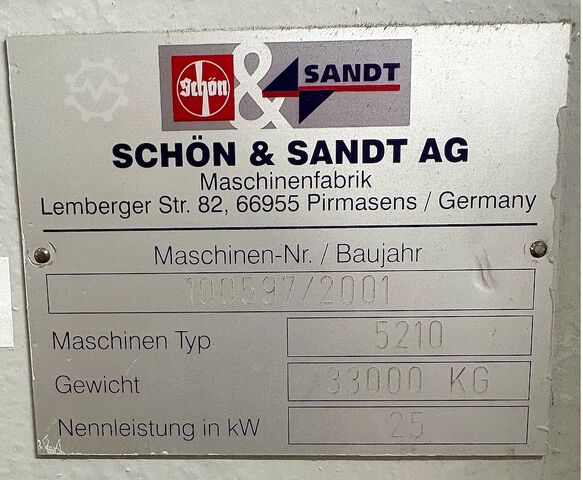 Schön & SANDT
SCHÖN & SANDT AG
Maschinenfabrik
Lemberger Str. 82, 66955 Pirmasens / Germany
Maschinen-Nr. / Baujahr
100597/2001
Maschinen Typ 5210
Gewicht 33000 KG
Nennleistung in kW 25